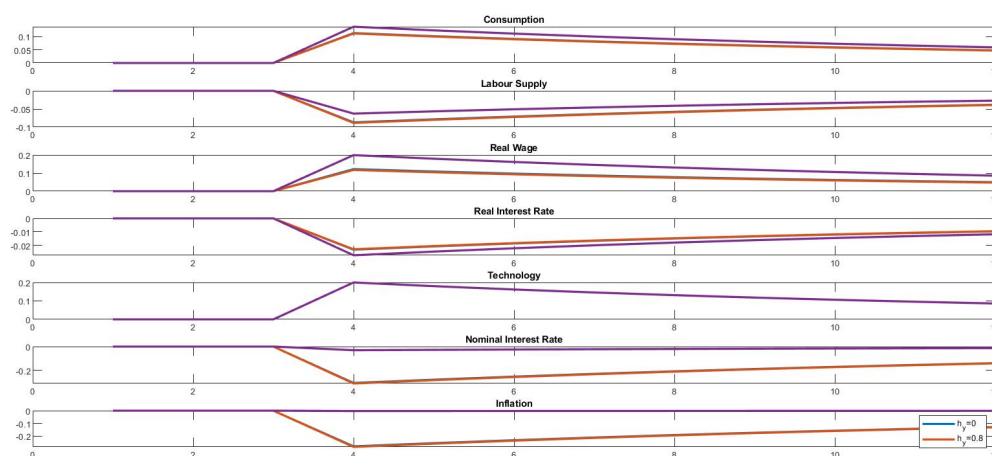 Consumption
0.1
0.05
0
0 2 4 6 8 10
Labour Supply
0
-0.05
-0.1
0 2 4 6 8 10
Real Wage
0.2
0.1
0
0 2 4 6 8 10
Real Interest Rate
-0.01
-0.02
0 2 4 6 8 10
Technology
0.2
0.1
0
0 2 4 6 8 10
Nominal Interest Rate
0
-0.2
0 2 4 6 8 10
Inflation
0
-0.1
-0.2
0 2 4 6 8 10
h_y=0
h_y=0.8